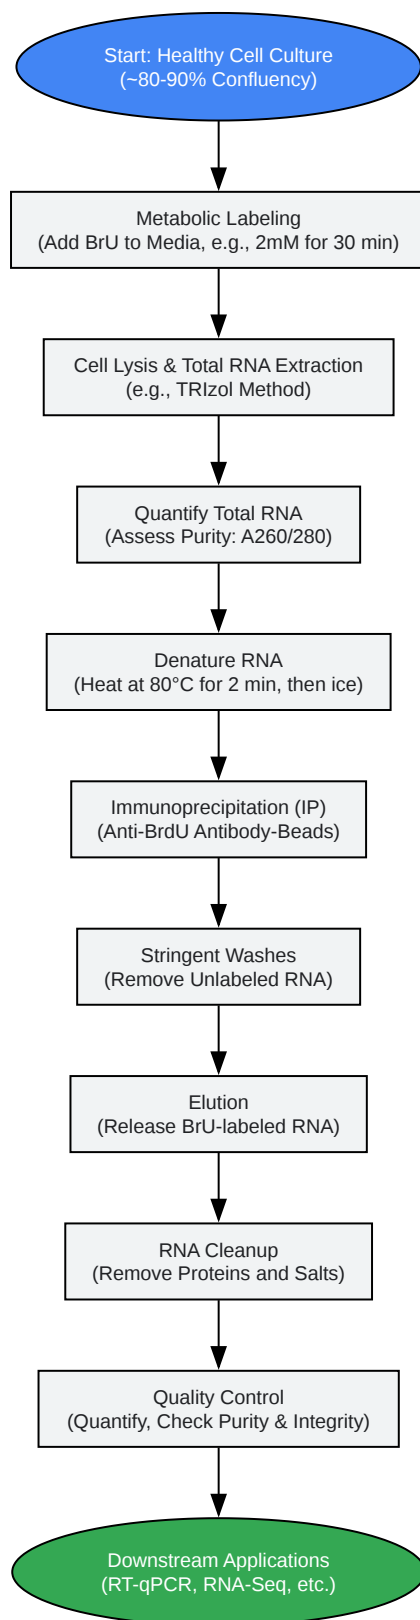 Start: Healthy Cell Culture
(~80-90% Confluency)
Metabolic Labeling
(Add BrU to Media, e.g., 2mM for 30 min)
Cell Lysis & Total RNA Extraction
(e.g., TRIzol Method)
Quantify Total RNA
(Assess Purity: A260/280)
Denature RNA
(Heat at 80°C for 2 min, then ice)
Immunoprecipitation (IP)
(Anti-BrdU Antibody-Beads)
Stringent Washes
(Remove Unlabeled RNA)
Elution
(Release BrU-labeled RNA)
RNA Cleanup
(Remove Proteins and Salts)
Quality Control
(Quantify, Check Purity & Integrity)
Downstream Applications
(RT-qPCR, RNA-Seq, etc.)